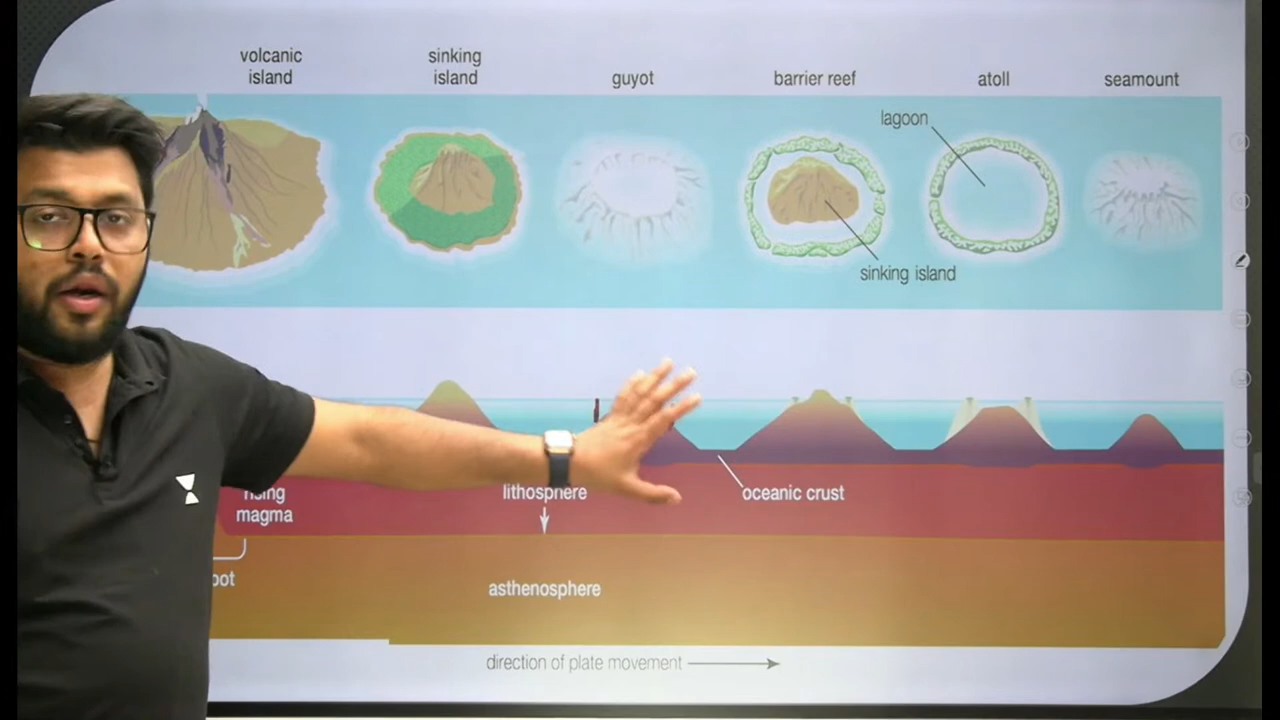 volcanic
island
sinking
island
guyot
barrier reef
atoll
seamount
lagoon
sinking island
rising
magma
lithosphere
oceanic crust
asthenosphere
direction of plate movement